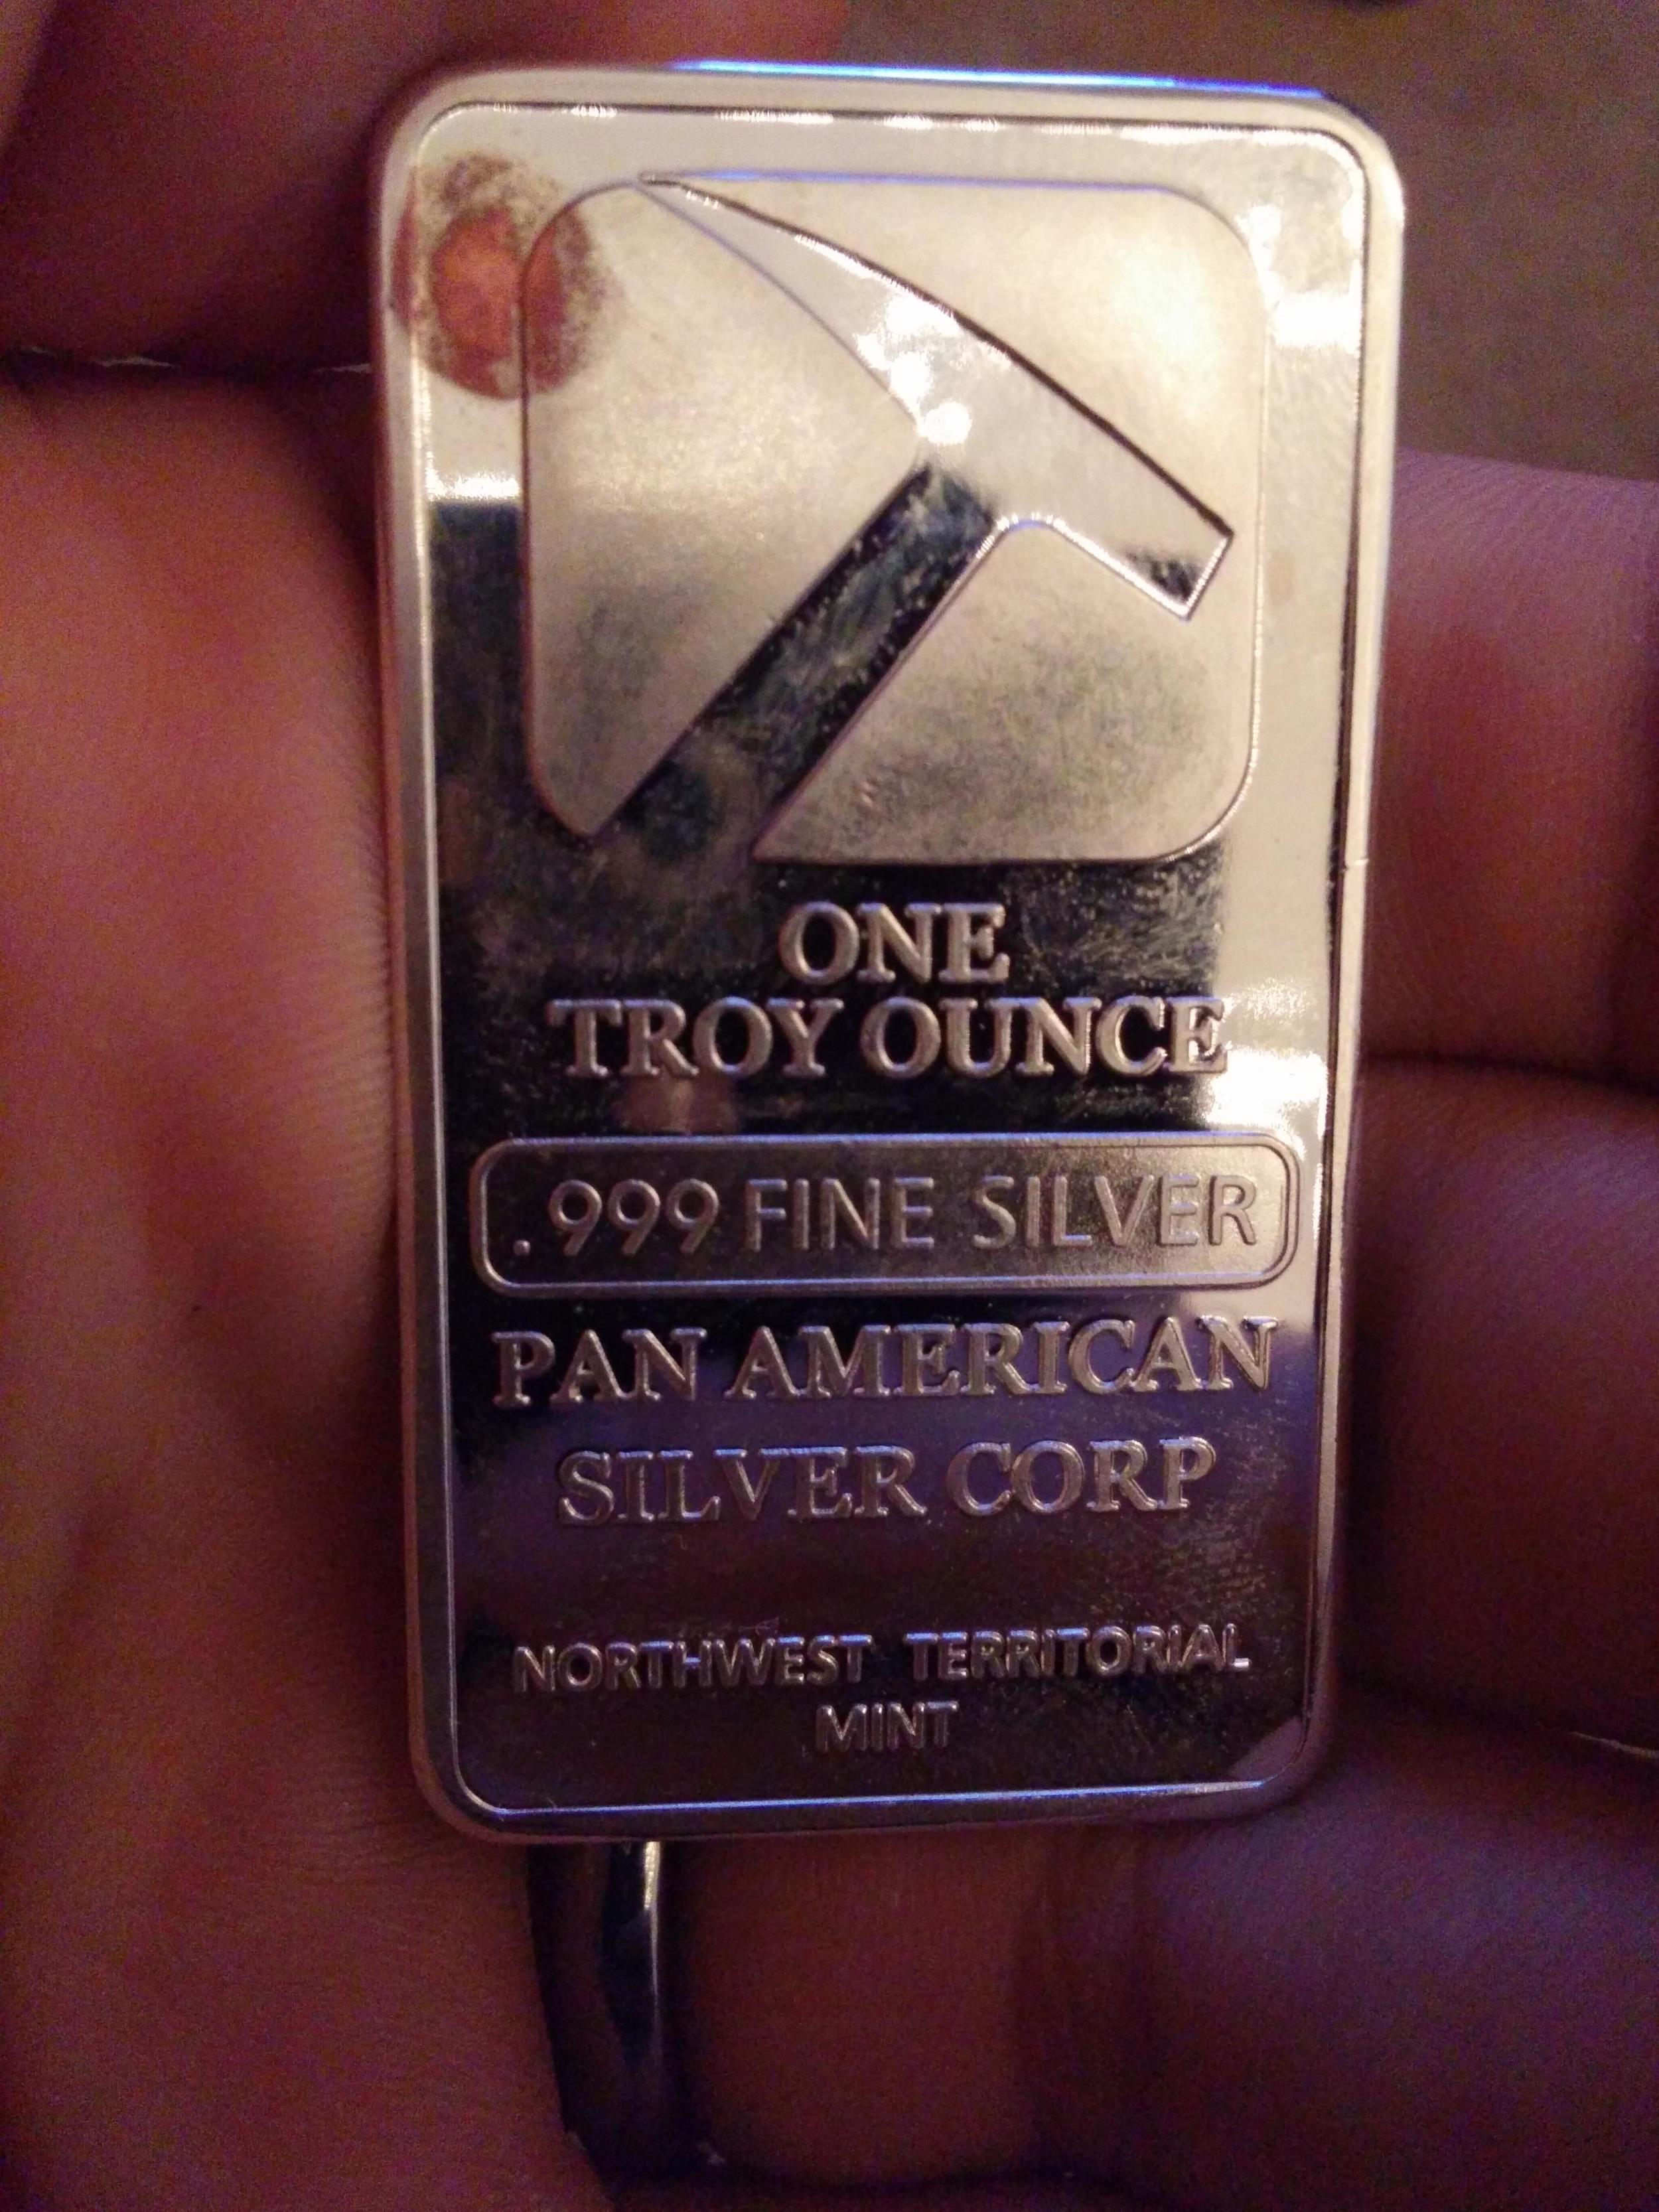 ONE
TROY OUNCE
.999 FINE SILVER
PAN AMERICAN
SILVER CORP
NORTHWEST TERRITORIAL
MINT